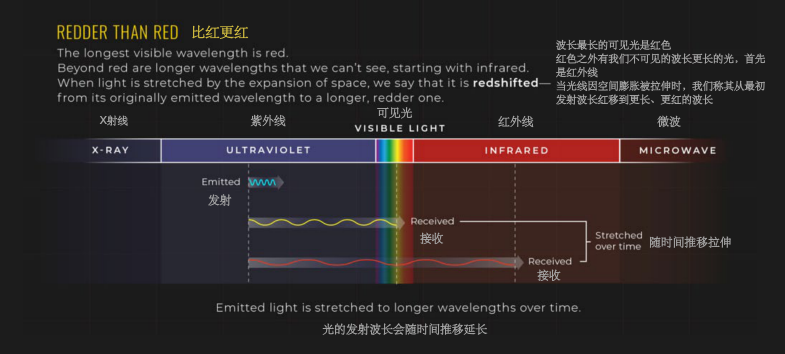 REDDER THAN RED 比红更红
The longest visible wavelength is red.
Beyond red are longer wavelengths that we can't see, starting with infrared.
When light is stretched by the expansion of space, we say that it is redshifted—
from its originally emitted wavelength to a longer, redder one.
波长最长的可见光是红色
红色之外有我们不可见的波长更长的光，首先
是红外线
当光线因空间膨胀被拉伸时，我们称其从最初
发射波长红移到更长、更红的波长
X射线 紫外线 可见光 红外线 微波
VISIBLE LIGHT
X-RAY ULTRAVIOLET INFRARED MICROWAVE
Emitted
发射
Received
接收
Stretched
over time
随时间推移拉伸
Received
接收
Emitted light is stretched to longer wavelengths over time.
光的发射波长会随时间推移延长